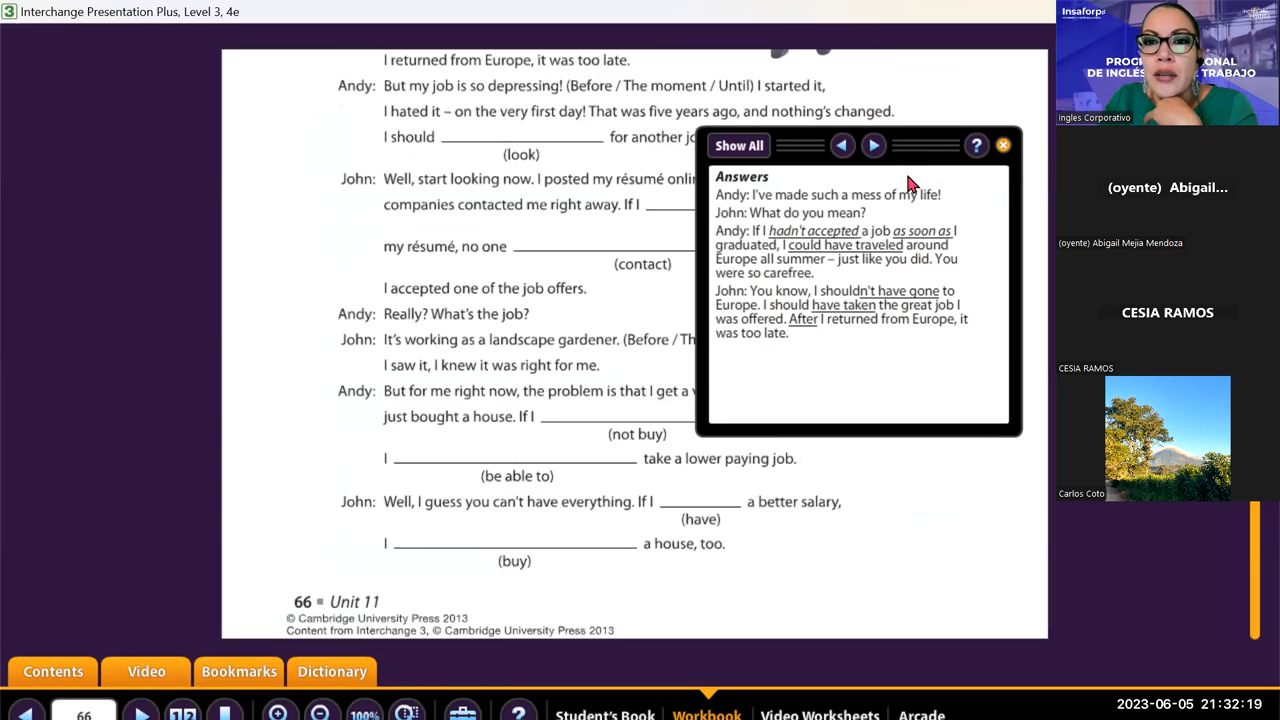 Interchange Presentation Plus, Level 3, 4e
I returned from Europe, it was too late.
Andy: But my job is so depressing! (Before / The moment / Until) I started it,
I hated it – on the very first day! That was five years ago, and nothing's changed.
I should ____ for another
(look)
John: Well, start looking now. I posted my résumé
companies contacted me right away. If I ____
my résumé, no one ____
(contact)
I accepted one of the job offers.
Andy: Really? What's the job?
John: It's working as a landscape gardener. (Before /
I saw it, I knew it was right for me.
Andy: But for me right now, the problem is that I get a
just bought a house. If I ____
(not buy)
I ____ take a lower paying job.
(be able to)
John: Well, I guess you can't have everything. If I ____ a better salary,
(have)
I ____ a house, too.
(buy)
66 ▪ Unit 11
© Cambridge University Press 2013
Content from Interchange 3, © Cambridge University Press 2013
Show All
?
Answers
Andy: I've made such a mess of my life!
John: What do you mean?
Andy: If I hadn't accepted a job as soon as I
graduated, I could have traveled around
Europe all summer – just like you did. You
were so carefree.
John: You know, I shouldn't have gone to
Europe. I should have taken the great job I
was offered. After I returned from Europe, it
was too late.
Insaforp
DE INGLÉS
TRABAJO
Ingles Corporativo
(oyente) Abigail...
(oyente) Abigail Mejia Mendoza
CESIA RAMOS
CESIA RAMOS
Carlos Coto
Contents
Video
Bookmarks
Dictionary
66
100%
?
Student's Book
Workbook
Video Worksheets
Arcade
2023-06-05 21:32:19